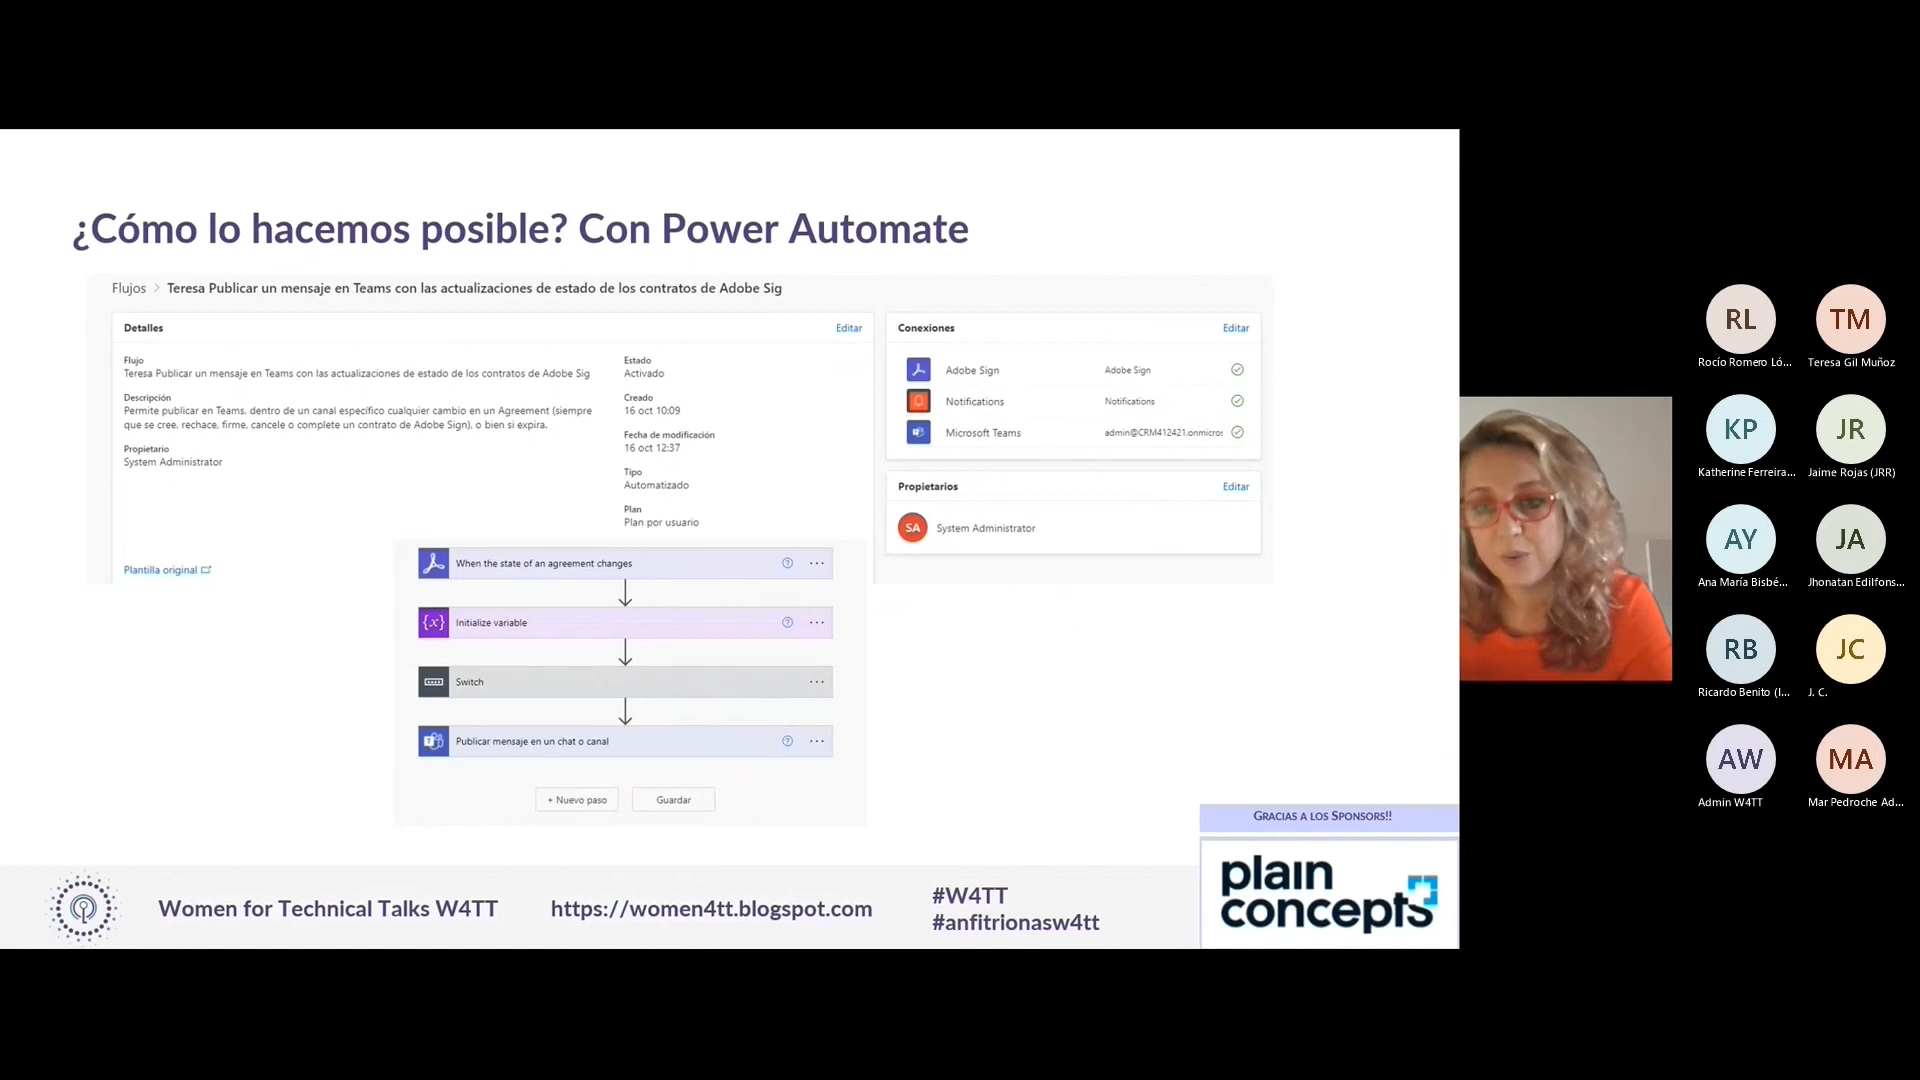 ¿Cómo lo hacemos posible? Con Power Automate
Flujos > Teresa Publicar un mensaje en Teams con las actualizaciones de estado de los contratos de Adobe Sig
Detalles
Editar
Flujo
Teresa Publicar un mensaje en Teams con las actualizaciones de estado de los contratos de Adobe Sig
Descripción
Permite publicar en Teams, dentro de un canal específico cualquier cambio en un Agreement (siempre
que se cree, rechace, firme, cancele o complete un contrato de Adobe Sign), o bien si expira.
Propietario
System Administrator
Plantilla original
Estado
Activado
Creado
16 oct 10:09
Fecha de modificación
16 oct 12:37
Tipo
Automatizado
Plan
Plan por usuario
Conexiones
Editar
Adobe Sign Adobe Sign
Notifications Notifications
Microsoft Teams admin@CRM412421.onmicros
Propietarios
Editar
SA System Administrator
When the state of an agreement changes
{x} Initialize variable
Switch
Publicar mensaje en un chat o canal
+ Nuevo paso
Guardar
GRACIAS A LOS SPONSORS!!
plain
concepts
Women for Technical Talks W4TT
https://women4tt.blogspot.com
#W4TT
#anfitrionasw4tt
RL
Rocío Romero Ló...
TM
Teresa Gil Muñoz
KP
Katherine Ferreira...
JR
Jaime Rojas (JRR)
AY
Ana María Bisbé...
JA
Jhonatan Edilfons...
RB
Ricardo Benito (I...
JC
J. C.
AW
Admin W4TT
MA
Mar Pedroche Ad...